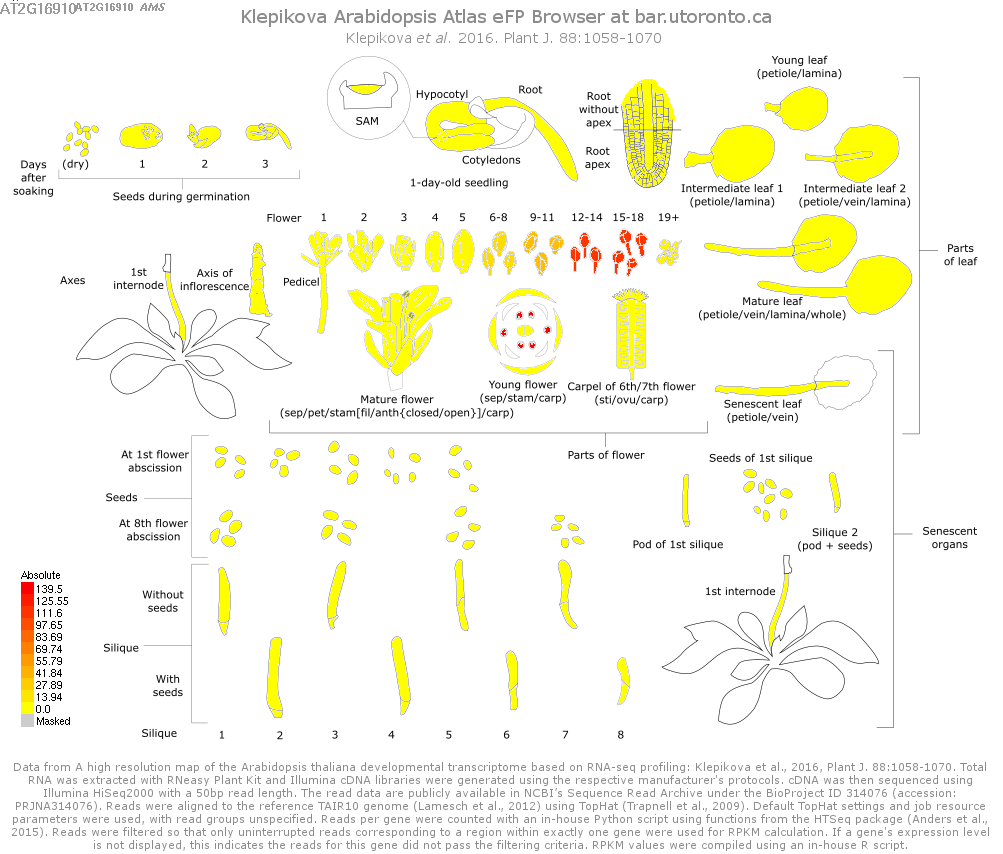 AT2G16910 AT2G16910 AMS
Klepikova Arabidopsis Atlas eFP Browser at bar.utoronto.ca
Klepikova et al. 2016. Plant J. 88:1058-1070
Young leaf
(petiole/lamina)
SAM
Hypocotyl
Root
Cotyledons
1-day-old seedling
Root
without
apex
Root
apex
Intermediate leaf 1
(petiole/lamina)
Intermediate leaf 2
(petiole/vein/lamina)
Days
after
soaking
(dry)
1
2
3
Seeds during germination
Flower
1
2
3
4
5
6-8
9-11
12-14
15-18
19+
Parts
of leaf
Axes
1st
internode
Axis of
inflorescence
Pedicel
Mature leaf
(petiole/vein/lamina/whole)
Mature flower
(sep/pet/stam[fil/anth{closed/open}]/carp)
Young flower
(sep/stam/carp)
Carpel of 6th/7th flower
(sti/ovu/carp)
Senescent leaf
(petiole/vein)
Parts of flower
At 1st flower
abscission
Seeds
At 8th flower
abscission
Seeds of 1st silique
Pod of 1st silique
Silique 2
(pod + seeds)
Senescent
organs
1st internode
Absolute
139.5
125.55
111.6
97.65
83.69
69.74
55.79
41.84
27.89
13.94
0.0
Masked
Without
seeds
Silique
With
seeds
Silique
1
2
3
4
5
6
7
8
Data from A high resolution map of the Arabidopsis thaliana developmental transcriptome based on RNA-seq profiling: Klepikova et al., 2016, Plant J. 88:1058-1070. Total
RNA was extracted with RNeasy Plant Kit and Illumina cDNA libraries were generated using the respective manufacturer's protocols. cDNA was then sequenced using
Illumina HiSeq2000 with a 50bp read length. The read data are publicly available in NCBI's Sequence Read Archive under the BioProject ID 314076 (accession:
PRJNA314076). Reads were aligned to the reference TAIR10 genome (Lamesch et al., 2012) using TopHat (Trapnell et al., 2009). Default TopHat settings and job resource
parameters were used, with read groups unspecified. Reads per gene were counted with an in-house Python script using functions from the HTSeq package (Anders et al.,
2015). Reads were filtered so that only uninterrupted reads corresponding to a region within exactly one gene were used for RPKM calculation. If a gene's expression level
is not displayed, this indicates the reads for this gene did not pass the filtering criteria. RPKM values were compiled using an in-house R script.